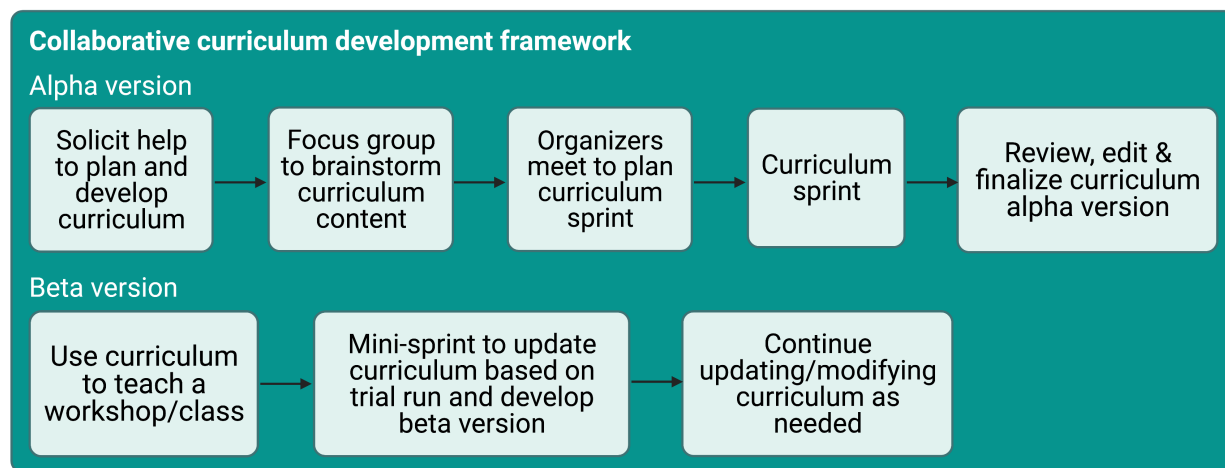 Collaborative curriculum development framework
Alpha version
Solicit help
to plan and
develop
curriculum
Focus group
to brainstorm
curriculum
content
Organizers
meet to plan
curriculum
sprint
Curriculum
sprint
Review, edit &
finalize curriculum
alpha version
Beta version
Use curriculum
to teach a
workshop/class
Mini-sprint to update
curriculum based on
trial run and develop
beta version
Continue
updating/modifying
curriculum as
needed